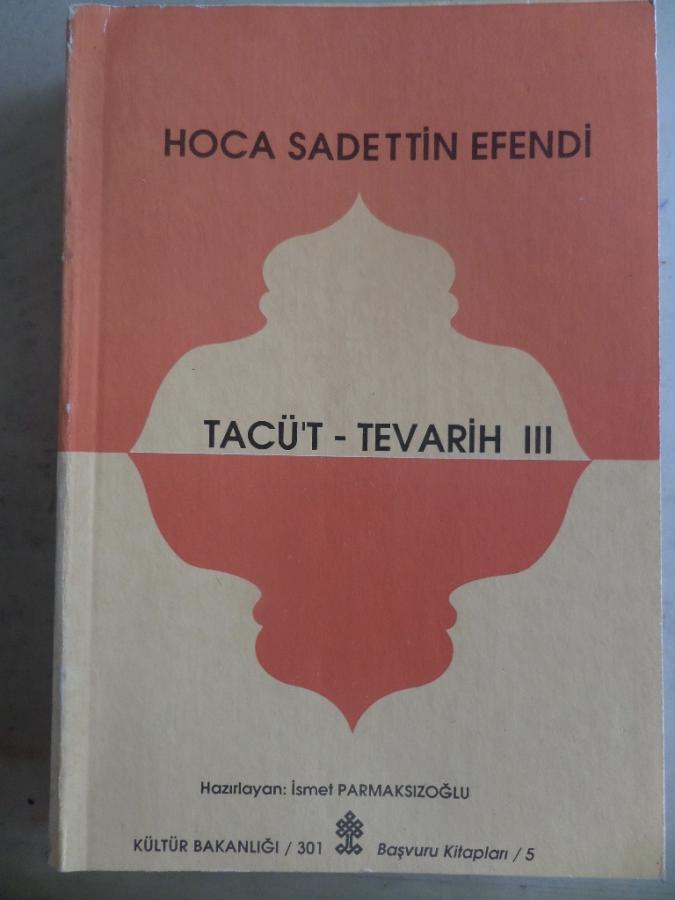 HOCA SADETTİN EFENDİ
TACÜ'T - TEVARİH III
Hazırlayan: İsmet PARMAKSIZOĞLU
KÜLTÜR BAKANLIĞI / 301 Başvuru Kitapları / 5